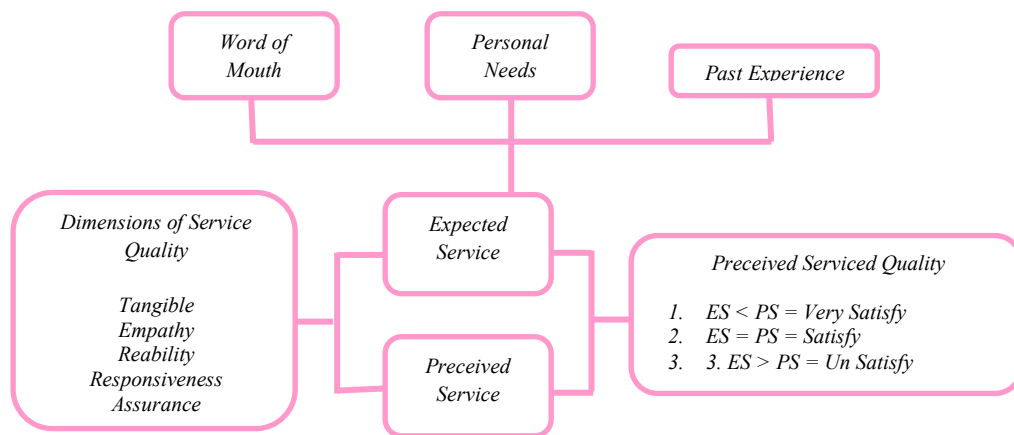 Word of
Mouth
Personal
Needs
Past Experience
Dimensions of Service
Quality
Tangible
Empathy
Reability
Responsiveness
Assurance
Expected
Service
Preceived
Service
Preceived Serviced Quality
1. ES < PS = Very Satisfy
2. ES = PS = Satisfy
3. 3. ES > PS = Un Satisfy